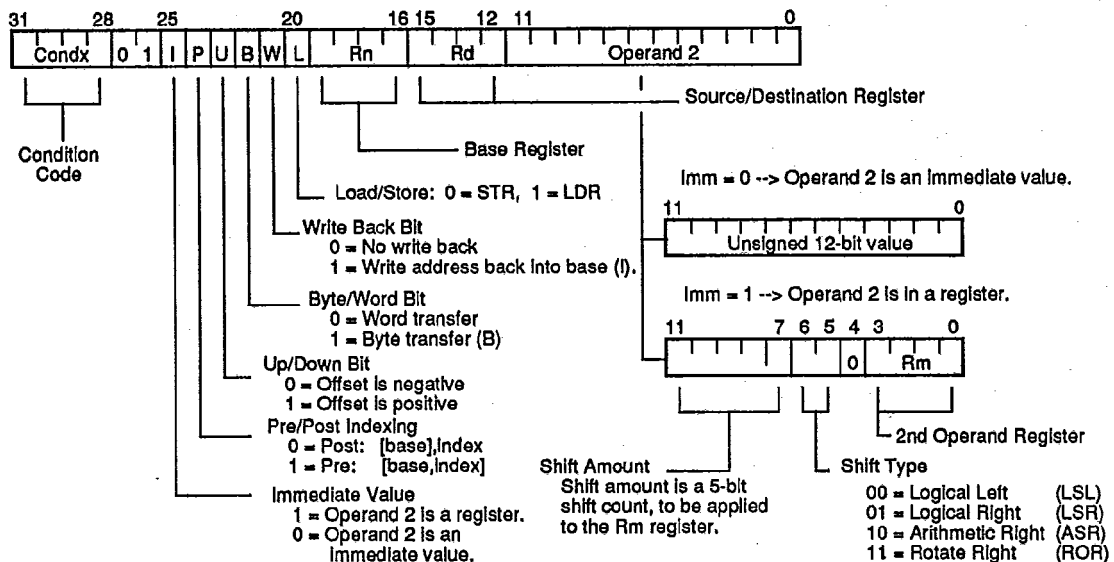 31 28 25 20 16 15 12 11 0
Condx 0 1 I P U B W L Rn Rd Operand 2
Source/Destination Register
Base Register
Condition
Code
Load/Store: 0 = STR, 1 = LDR
Write Back Bit
0 = No write back
1 = Write address back into base (!).
Byte/Word Bit
0 = Word transfer
1 = Byte transfer (B)
Up/Down Bit
0 = Offset is negative
1 = Offset is positive
Pre/Post Indexing
0 = Post: [base],index
1 = Pre: [base,index]
Immediate Value
1 = Operand 2 is a register.
0 = Operand 2 is an
immediate value.
Imm = 0 --> Operand 2 is an immediate value.
11 0
Unsigned 12-bit value
Imm = 1 --> Operand 2 is in a register.
11 7 6 5 4 3 0
0 Rm
2nd Operand Register
Shift Amount
Shift amount is a 5-bit
shift count, to be applied
to the Rm register.
Shift Type
00 = Logical Left (LSL)
01 = Logical Right (LSR)
10 = Arithmetic Right (ASR)
11 = Rotate Right (ROR)